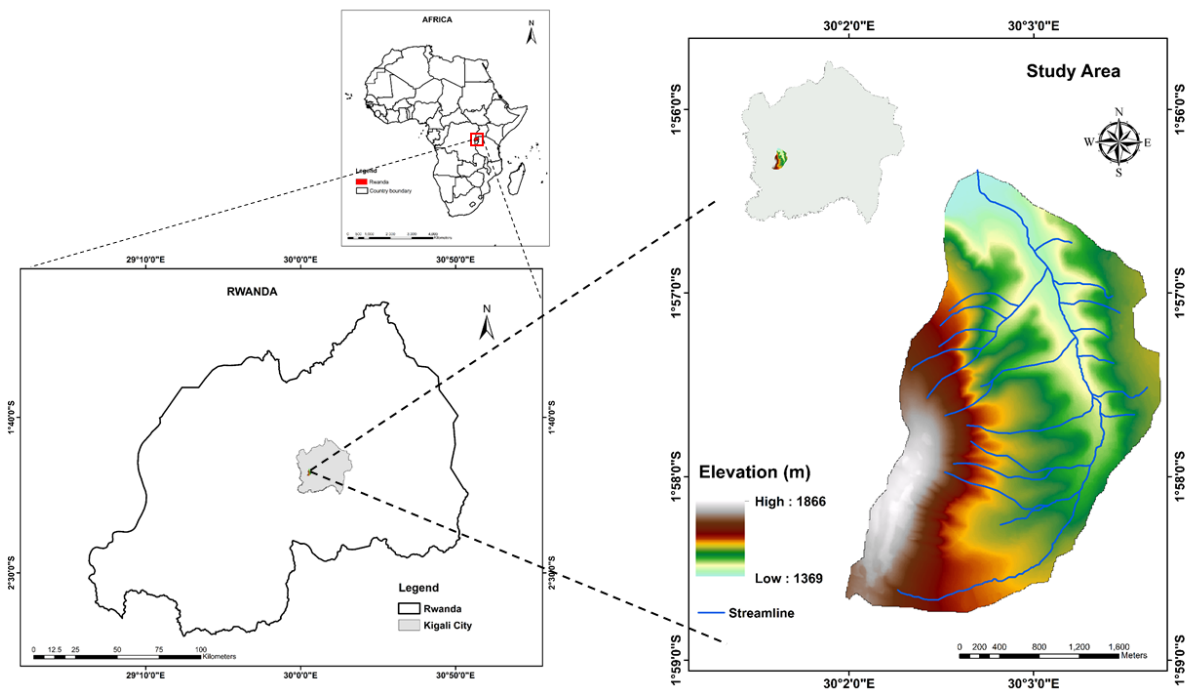 AFRICA
N
Legend
Rwanda
Country boundary
Kilometers
29°10'0"E 30°0'0"E 30°50'0"E
RWANDA
N
1°40'0"S 1°40'0"S
2°30'0"S 2°30'0"S
Legend
Rwanda
Kigali City
0 12.5 25 50 75 100
Kilometers
29°10'0"E 30°0'0"E 30°50'0"E
30°2'0"E 30°3'0"E
Study Area
N
W E
S
1°56'0"S 1°56'0"S
1°57'0"S 1°57'0"S
1°58'0"S 1°58'0"S
1°59'0"S 1°59'0"S
Elevation (m)
High : 1866
Low : 1369
Streamline
0 200 400 800 1,200 1,600
Meters
30°2'0"E 30°3'0"E